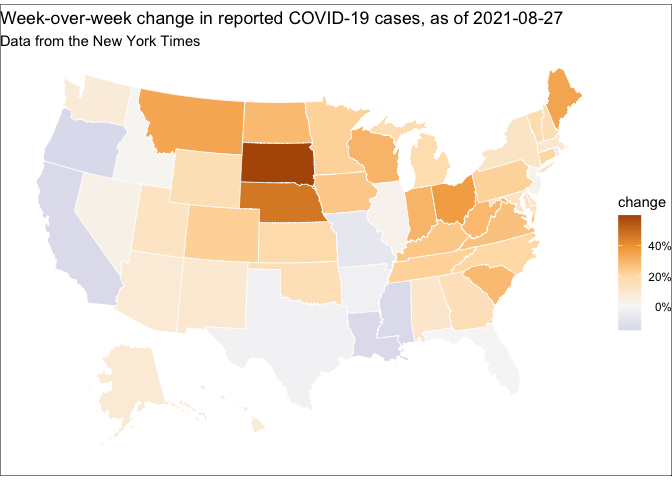 Week-over-week change in reported COVID-19 cases, as of 2021-08-27
Data from the New York Times
change
40%
20%
0%